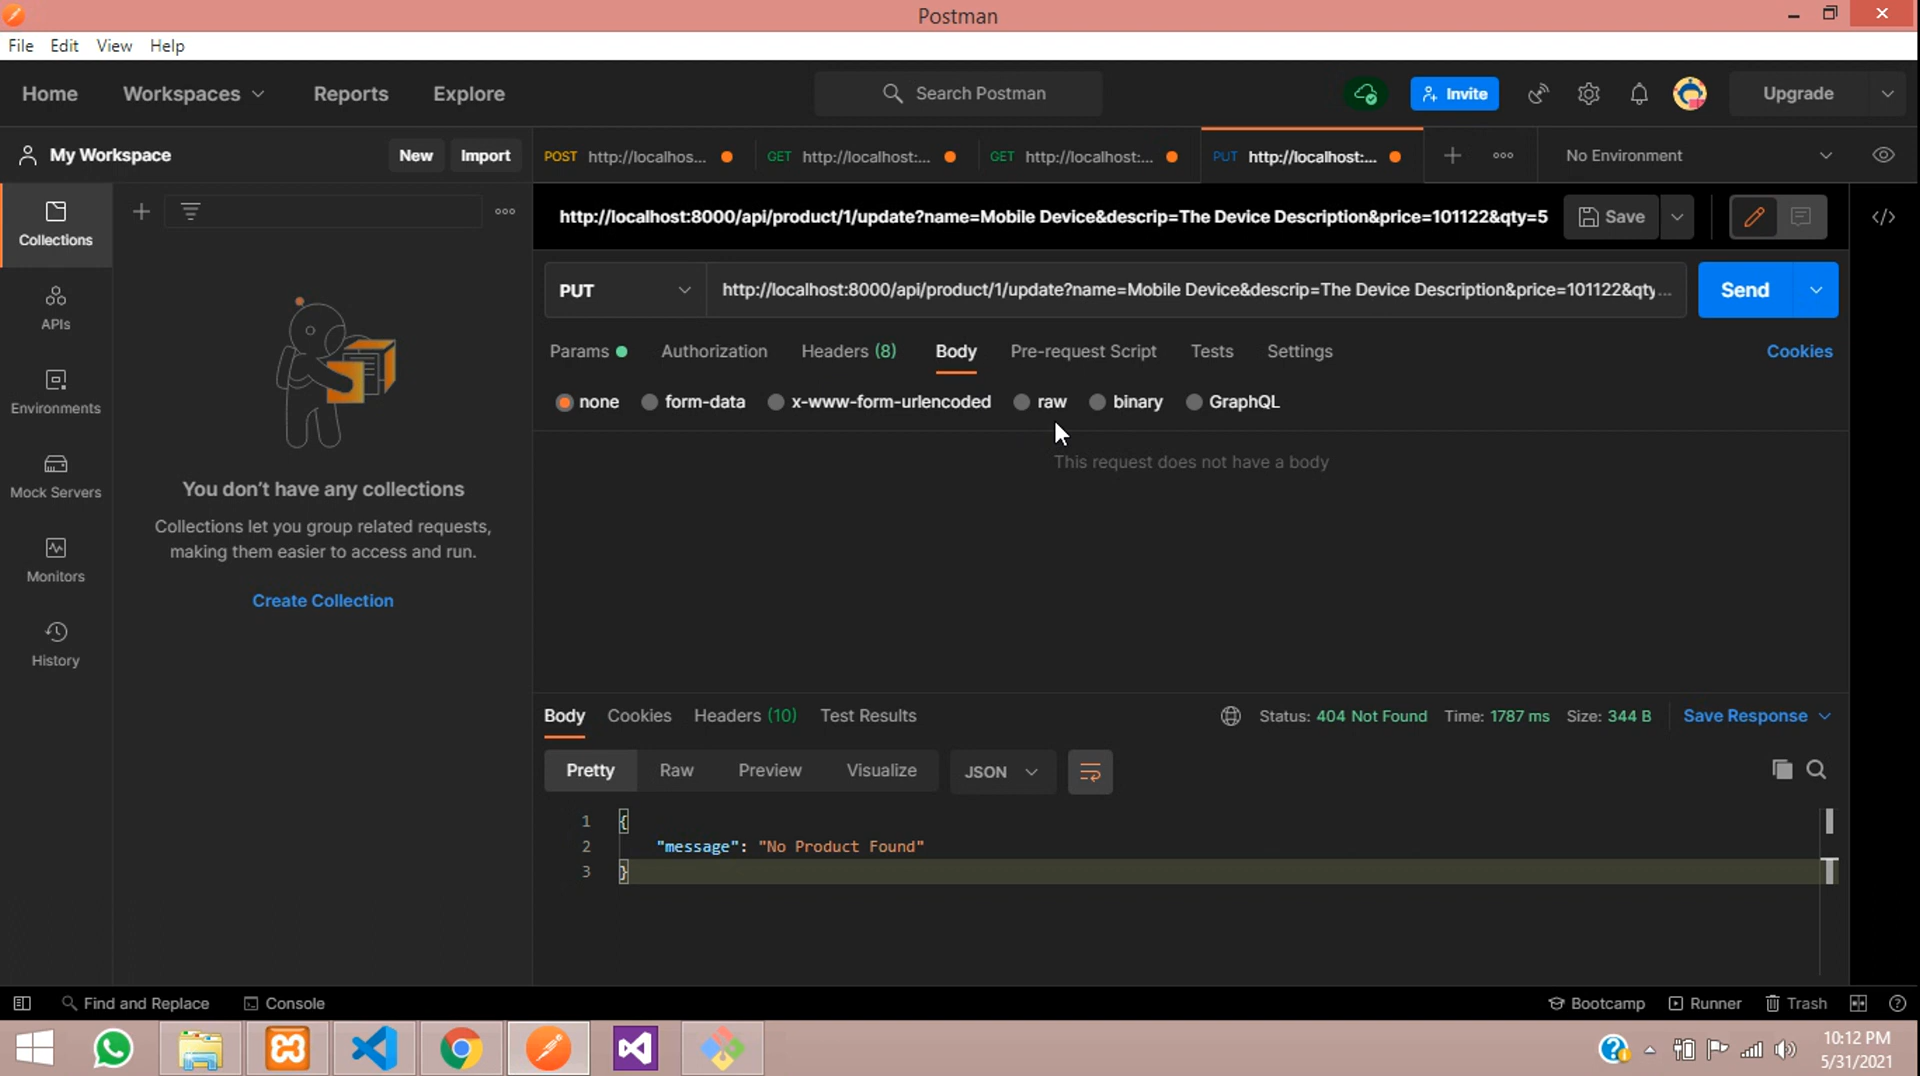 Postman
File Edit View Help
Home Workspaces Reports Explore Search Postman Invite Upgrade
My Workspace New Import POST http://localhos... GET http://localhost:... GET http://localhost:... PUT http://localhost:... No Environment
http://localhost:8000/api/product/1/update?name=Mobile Device&descrip=The Device Description&price=101122&qty=5 Save
Collections
PUT http://localhost:8000/api/product/1/update?name=Mobile Device&descrip=The Device Description&price=101122&qty... Send
APIs
Params Authorization Headers (8) Body Pre-request Script Tests Settings Cookies
Environments
none form-data x-www-form-urlencoded raw binary GraphQL
This request does not have a body
Mock Servers
You don't have any collections
Collections let you group related requests,
making them easier to access and run.
Monitors
Create Collection
History
Body Cookies Headers (10) Test Results Status: 404 Not Found Time: 1787 ms Size: 344 B Save Response
Pretty Raw Preview Visualize JSON
1 {
2 "message": "No Product Found"
3 }
Find and Replace Console Bootcamp Runner Trash
10:12 PM
5/31/2021